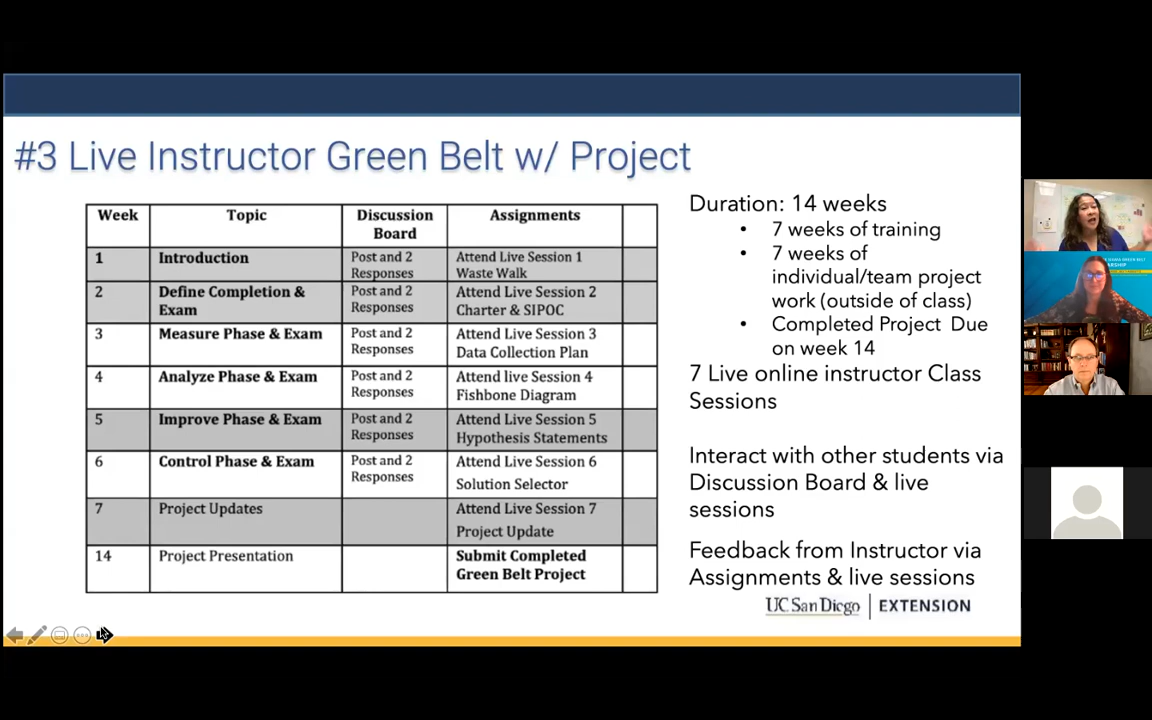 #3 Live Instructor Green Belt w/ Project
Week Topic Discussion Board Assignments
1 Introduction Post and 2 Responses Attend Live Session 1 Waste Walk
2 Define Completion & Exam Post and 2 Responses Attend Live Session 2 Charter & SIPOC
3 Measure Phase & Exam Post and 2 Responses Attend Live Session 3 Data Collection Plan
4 Analyze Phase & Exam Post and 2 Responses Attend live Session 4 Fishbone Diagram
5 Improve Phase & Exam Post and 2 Responses Attend Live Session 5 Hypothesis Statements
6 Control Phase & Exam Post and 2 Responses Attend Live Session 6 Solution Selector
7 Project Updates Attend Live Session 7 Project Update
14 Project Presentation Submit Completed Green Belt Project
Duration: 14 weeks
• 7 weeks of training
• 7 weeks of
individual/team project
work (outside of class)
• Completed Project Due
on week 14
7 Live online instructor Class
Sessions
Interact with other students via
Discussion Board & live
sessions
Feedback from Instructor via
Assignments & live sessions
UC San Diego | EXTENSION